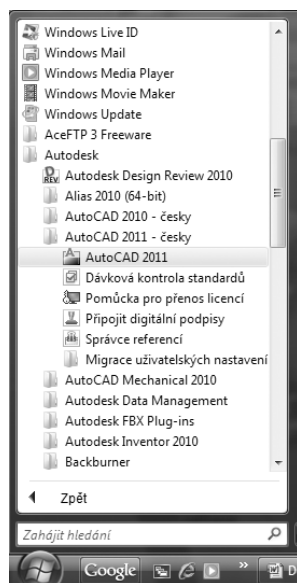 Windows Live ID
Windows Mail
Windows Media Player
Windows Movie Maker
Windows Update
AceFTP 3 Freeware
Autodesk
Autodesk Design Review 2010
Alias 2010 (64-bit)
AutoCAD 2010 - česky
AutoCAD 2011 - česky
AutoCAD 2011
Dávková kontrola standardů
Pomůcka pro přenos licencí
Připojit digitální podpisy
Správce referencí
Migrace uživatelských nastavení
AutoCAD Mechanical 2010
Autodesk Data Management
Autodesk FBX Plug-ins
Autodesk Inventor 2010
Backburner
Zpět
Zahájit hledání
Google » D